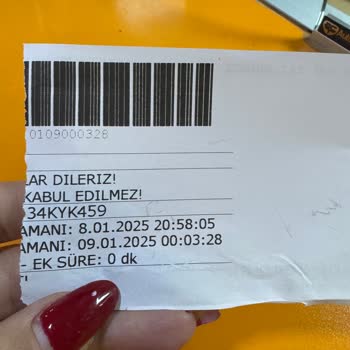 0109000328
LAR DILERIZ!
KABUL EDILMEZ!
34KYK459
AMANI: 8.01.2025 20:58:05
AMANI: 09.01.2025 00:03:28
- EK SÜRE: 0 dk